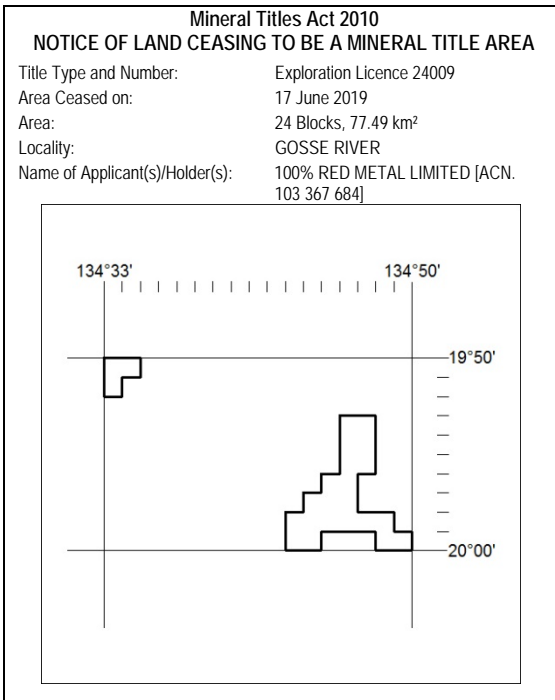 Mineral Titles Act 2010
NOTICE OF LAND CEASING TO BE A MINERAL TITLE AREA
Title Type and Number: Exploration Licence 24009
Area Ceased on: 17 June 2019
Area: 24 Blocks, 77.49 km²
Locality: GOSSE RIVER
Name of Applicant(s)/Holder(s): 100% RED METAL LIMITED [ACN.
103 367 684]
134°33' 134°50'
19°50'
20°00'